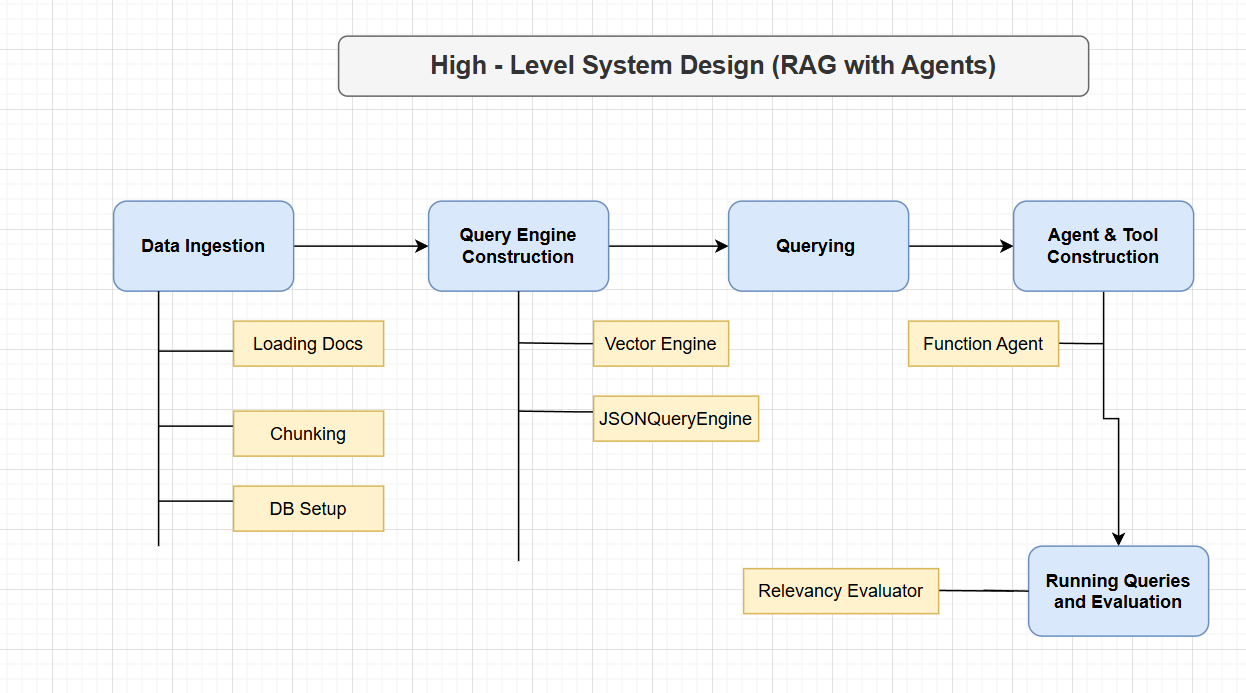 High - Level System Design (RAG with Agents)
Data Ingestion
Query Engine
Construction
Querying
Agent & Tool
Construction
Loading Docs
Vector Engine
Function Agent
Chunking
JSONQueryEngine
DB Setup
Relevancy Evaluator
Running Queries
and Evaluation